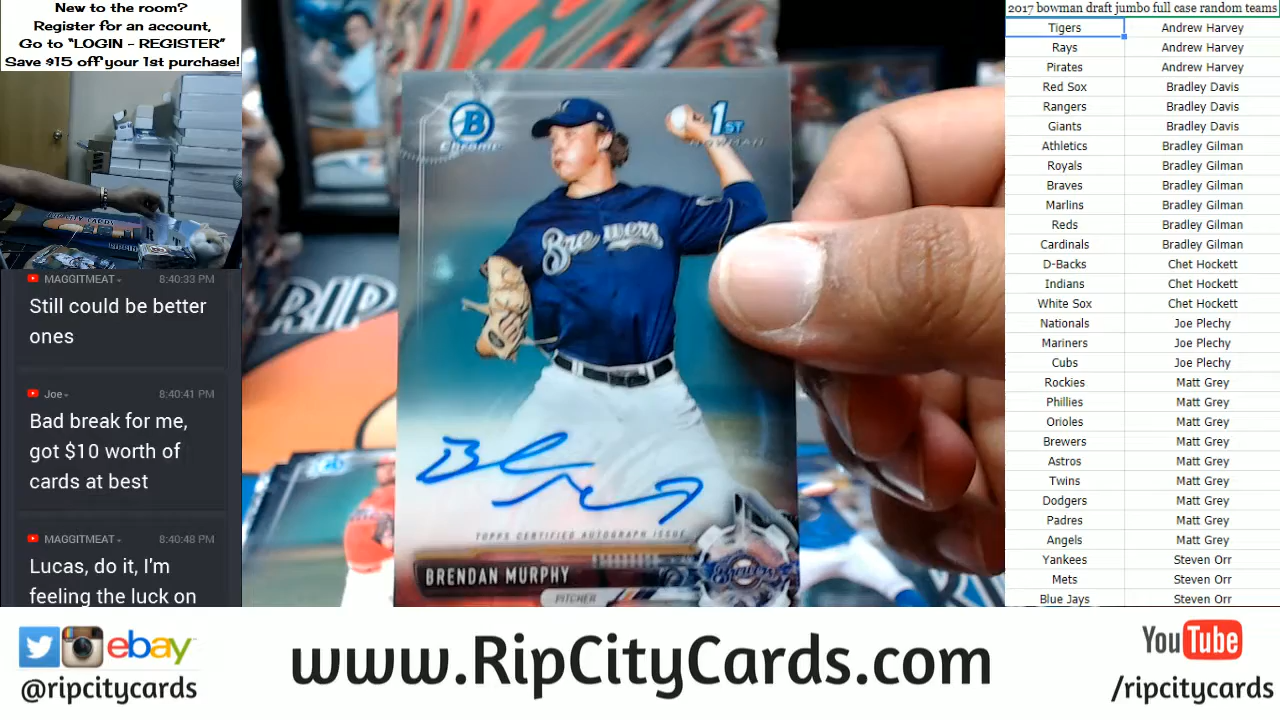 New to the room?
Register for an account,
Go to "LOGIN - REGISTER"
Save $15 off your 1st purchase!
MAGGITMEAT 8:40:33 PM
Still could be better
ones
Joe 8:40:41 PM
Bad break for me,
got $10 worth of
cards at best
MAGGITMEAT 8:40:48 PM
Lucas, do it, I'm
feeling the luck on
RIP CITY CARDS
RIP
B
CHROME
1ST
BOWMAN
Brewers
TOPPS CERTIFIED AUTOGRAPH ISSUE
BRENDAN MURPHY
PITCHER
Brewers
2017 bowman draft jumbo full case random teams
Tigers Andrew Harvey
Rays Andrew Harvey
Pirates Andrew Harvey
Red Sox Bradley Davis
Rangers Bradley Davis
Giants Bradley Davis
Athletics Bradley Gilman
Royals Bradley Gilman
Braves Bradley Gilman
Marlins Bradley Gilman
Reds Bradley Gilman
Cardinals Bradley Gilman
D-Backs Chet Hockett
Indians Chet Hockett
White Sox Chet Hockett
Nationals Joe Plechy
Mariners Joe Plechy
Cubs Joe Plechy
Rockies Matt Grey
Phillies Matt Grey
Orioles Matt Grey
Brewers Matt Grey
Astros Matt Grey
Twins Matt Grey
Dodgers Matt Grey
Padres Matt Grey
Angels Matt Grey
Yankees Steven Orr
Mets Steven Orr
Blue Jays Steven Orr
ebay
@ripcitycards
www.RipCityCards.com
YouTube
/ripcitycards